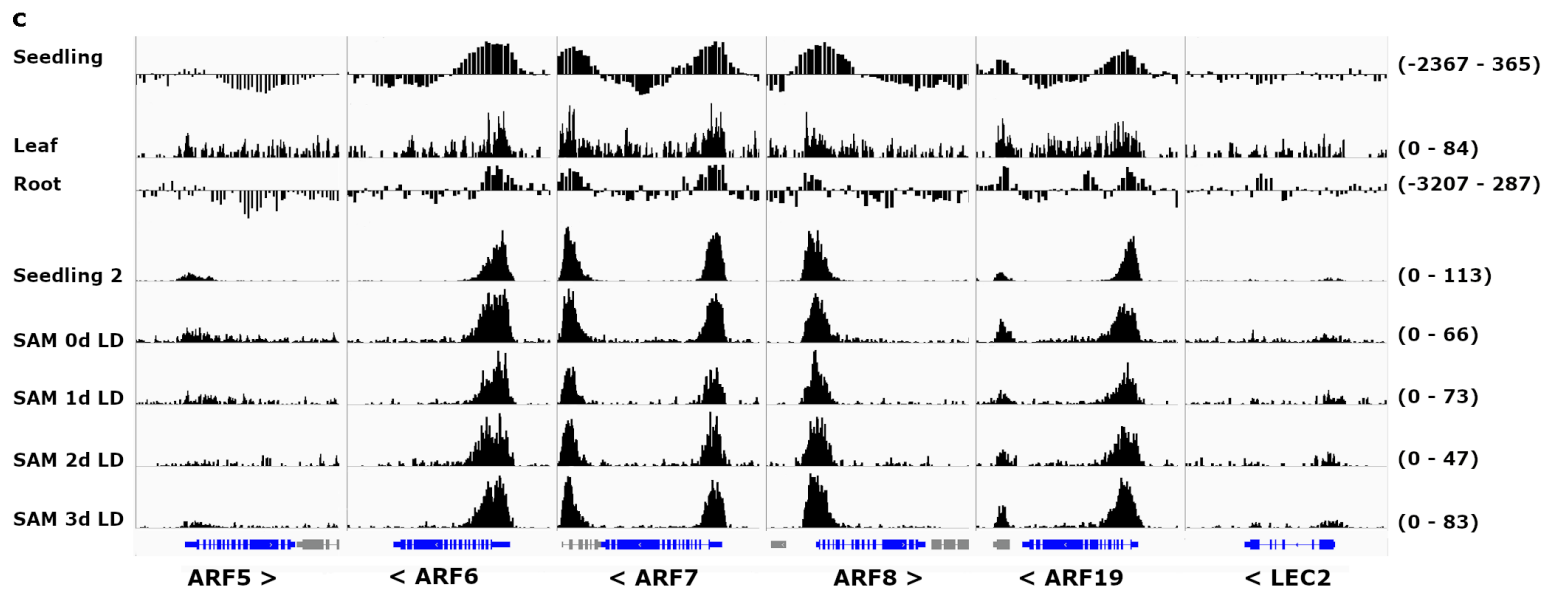 c
Seedling (-2367 - 365)
Leaf (0 - 84)
Root (-3207 - 287)
Seedling 2 (0 - 113)
SAM 0d LD (0 - 66)
SAM 1d LD (0 - 73)
SAM 2d LD (0 - 47)
SAM 3d LD (0 - 83)
ARF5 > < ARF6 < ARF7 ARF8 > < ARF19 < LEC2